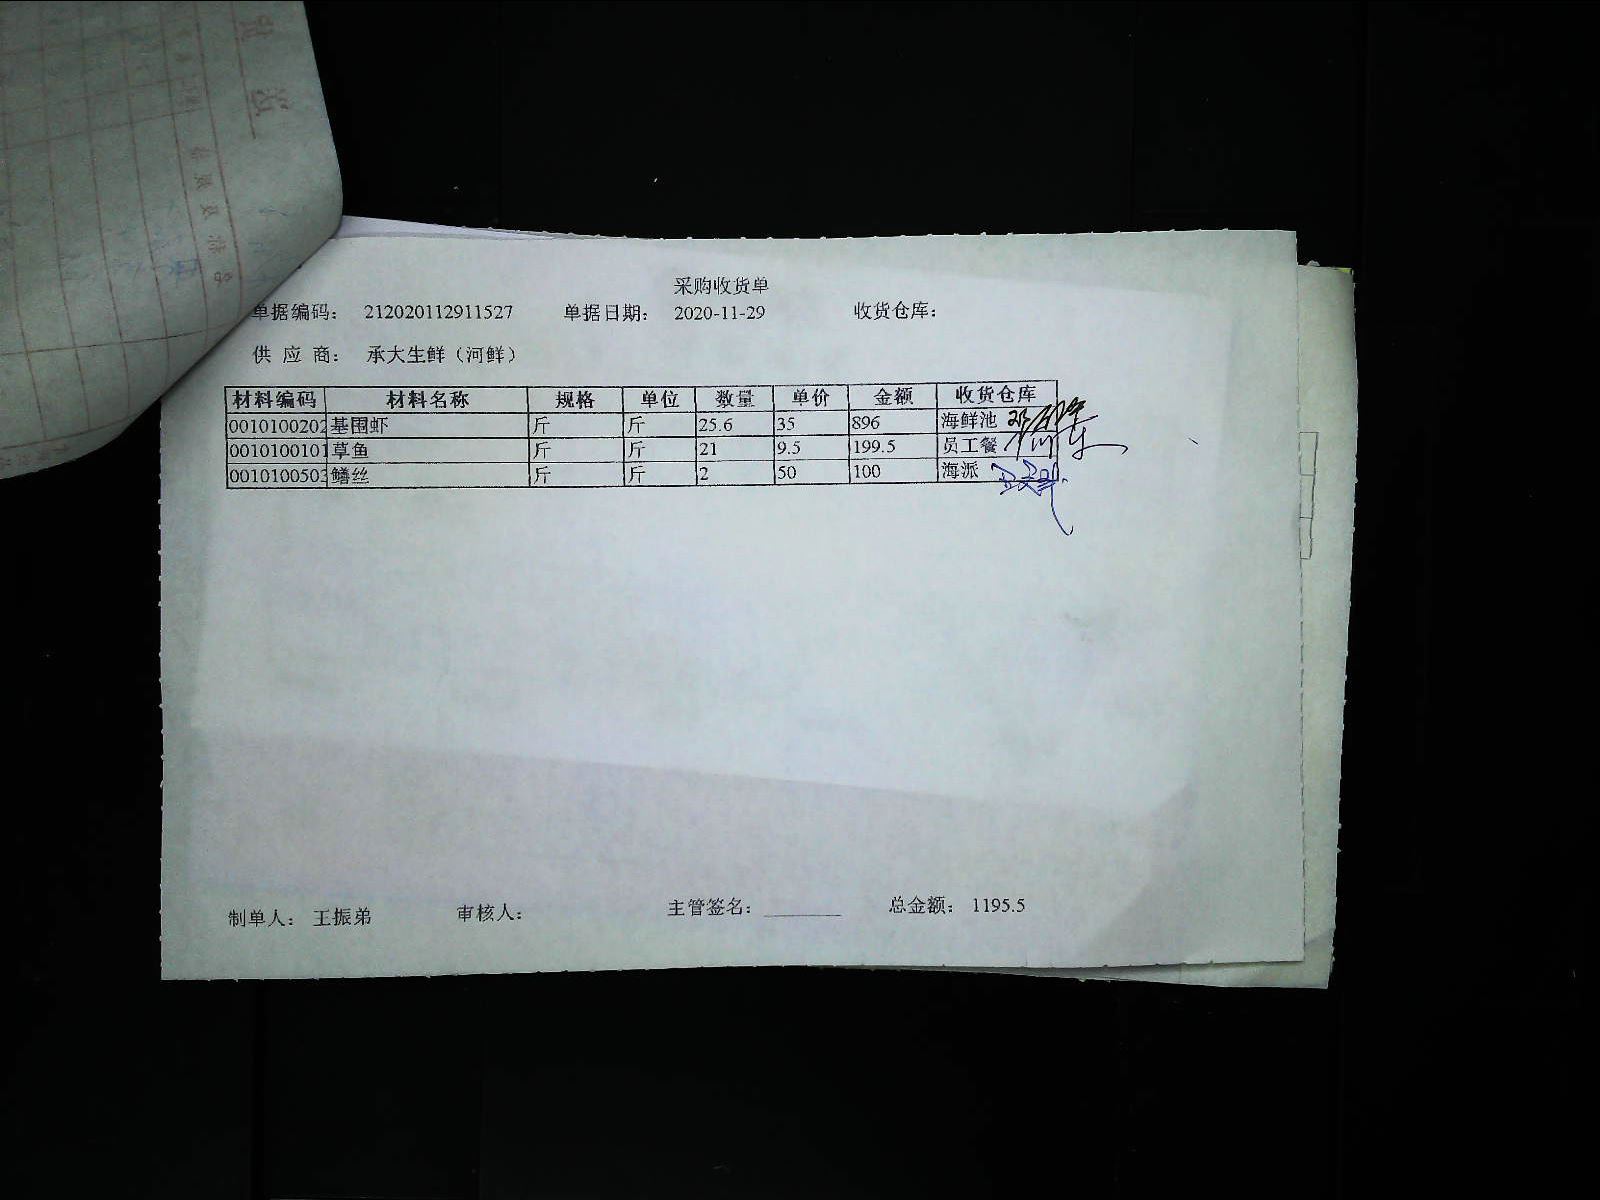 采购收货单
单据编码： 212020112911527 单据日期： 2020-11-29 收货仓库：
供 应 商： 承大生鲜（河鲜）
材料编码 材料名称 规格 单位 数量 单价 金额 收货仓库
0010100202 基围虾 斤 斤 25.6 35 896 海鲜池
0010100101 草鱼 斤 斤 21 9.5 199.5 员工餐
0010100503 鳝丝 斤 斤 2 50 100 海派
制单人： 王振弟 审核人： 主管签名： 总金额： 1195.5